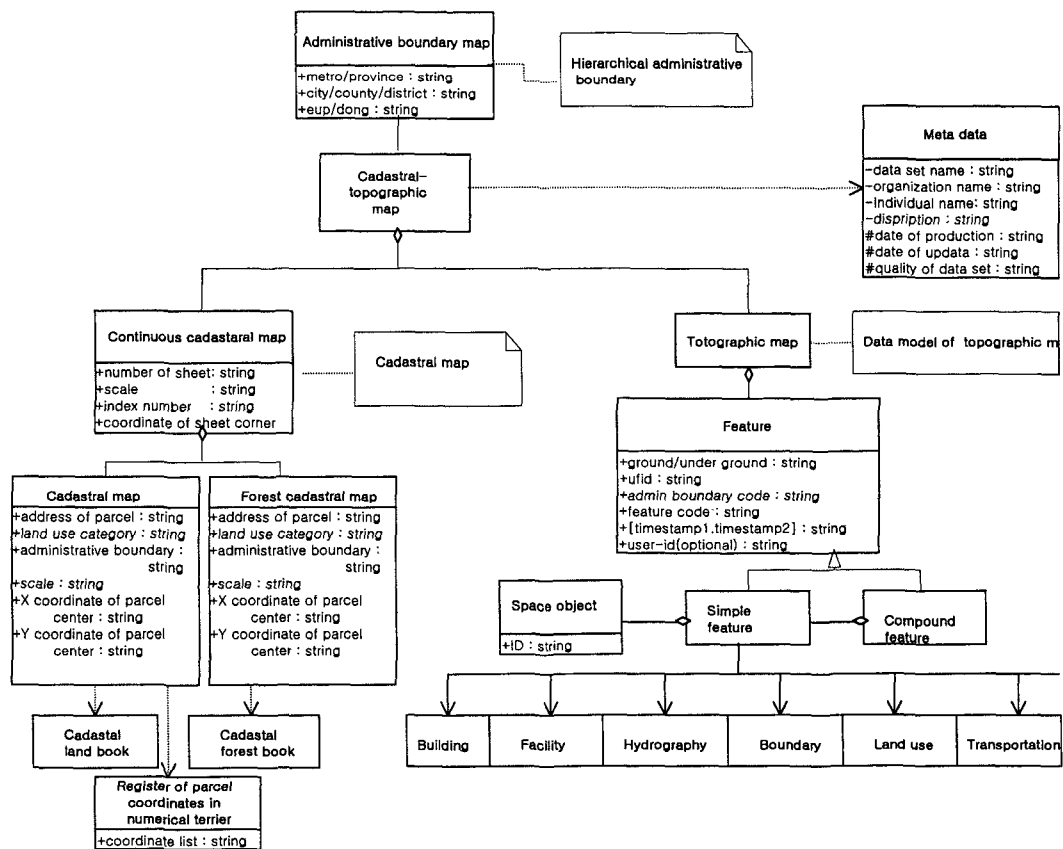 Administrative boundary map
+metro/province : string
+city/county/district : string
+eup/dong : string
Hierarchical administrative
boundary
Cadastral-
topographic
map
Meta data
-data set name : string
-organization name : string
-individual name: string
-dispription : string
#date of production : string
#date of updata : string
#quality of data set : string
Continuous cadastaral map
+number of sheet: string
+scale : string
+index number : string
+coordinate of sheet corner
Cadastral map
Totographic map
Data model of topographic m
Feature
+ground/under ground : string
+ufid : string
+admin boundary code : string
+feature code : string
+{timestamp1.timestamp2} : string
+user-id(optional) : string
Cadastral map
+address of parcel : string
+land use category : string
+administrative boundary :
string
+scale : string
+X coordinate of parcel
center : string
+Y coordinate of parcel
center : string
Forest cadastral map
+address of parcel : string
+land use category : string
+administrative boundary :
string
+scale : string
+X coordinate of parcel
center : string
+Y coordinate of parcel
center : string
Space object
+ID : string
Simple
feature
Compound
feature
Cadastal
land book
Cadastal
forest book
Building
Facility
Hydrography
Boundary
Land use
Transportation
Register of parcel
coordinates in
numerical terrier
+coordinate list : string